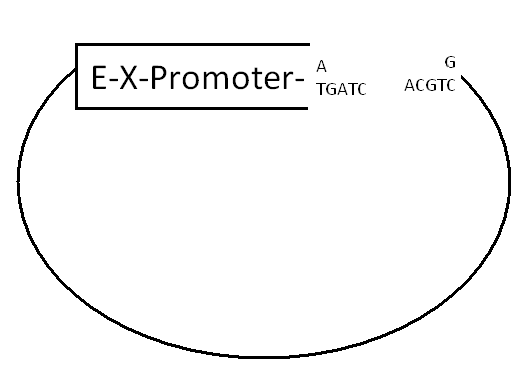 E-X-Promoter-
A
TGATC
G
ACGTC